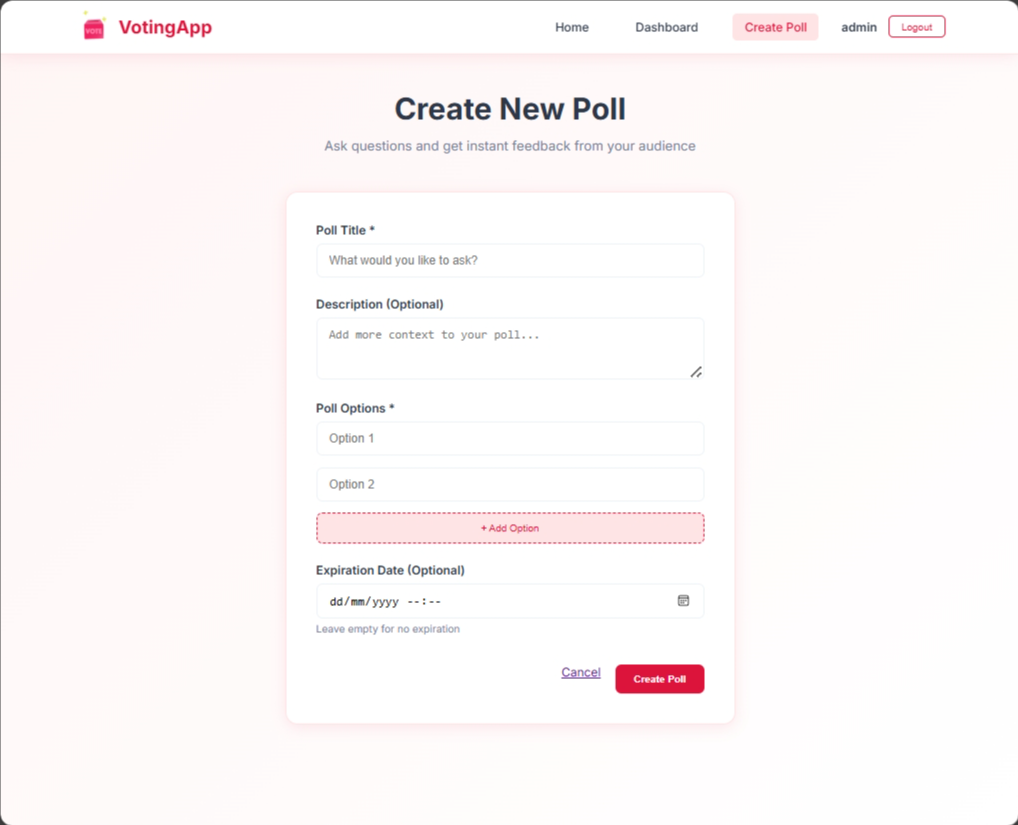 VOTE
VotingApp
Home
Dashboard
Create Poll
admin
Logout
Create New Poll
Ask questions and get instant feedback from your audience
Poll Title *
What would you like to ask?
Description (Optional)
Add more context to your poll...
Poll Options *
Option 1
Option 2
+ Add Option
Expiration Date (Optional)
dd/mm/yyyy --:--
Leave empty for no expiration
Cancel
Create Poll